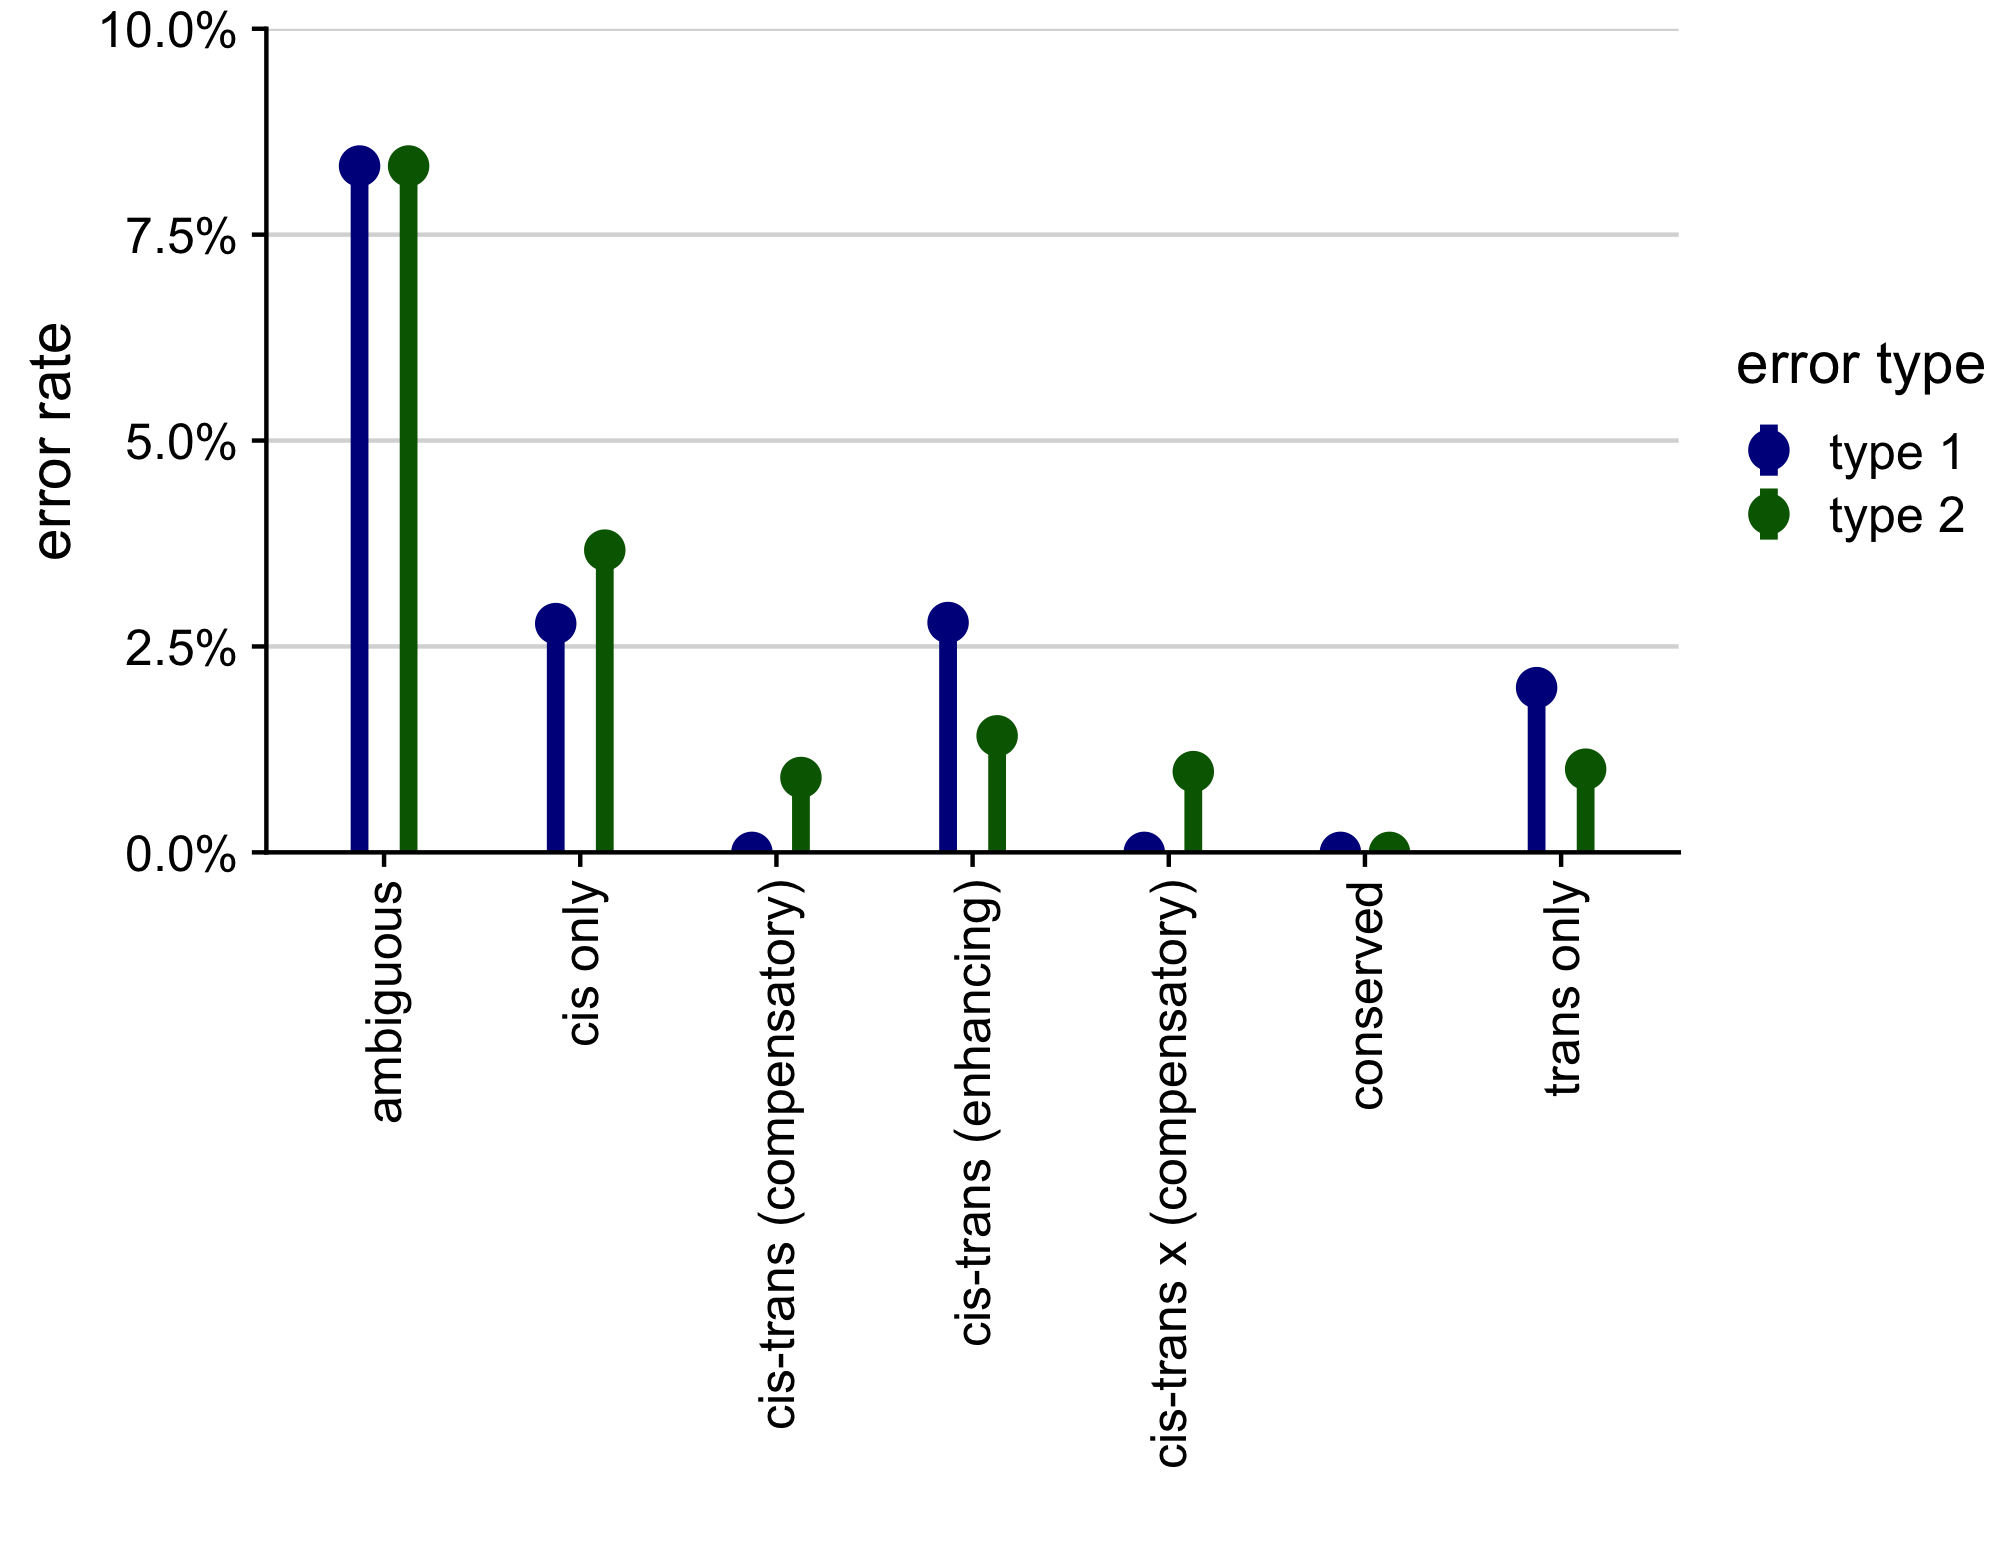 10.0%
7.5%
5.0%
2.5%
0.0%
error rate
ambiguous
cis only
cis-trans (compensatory)
cis-trans (enhancing)
cis-trans x (compensatory)
conserved
trans only
error type
type 1
type 2